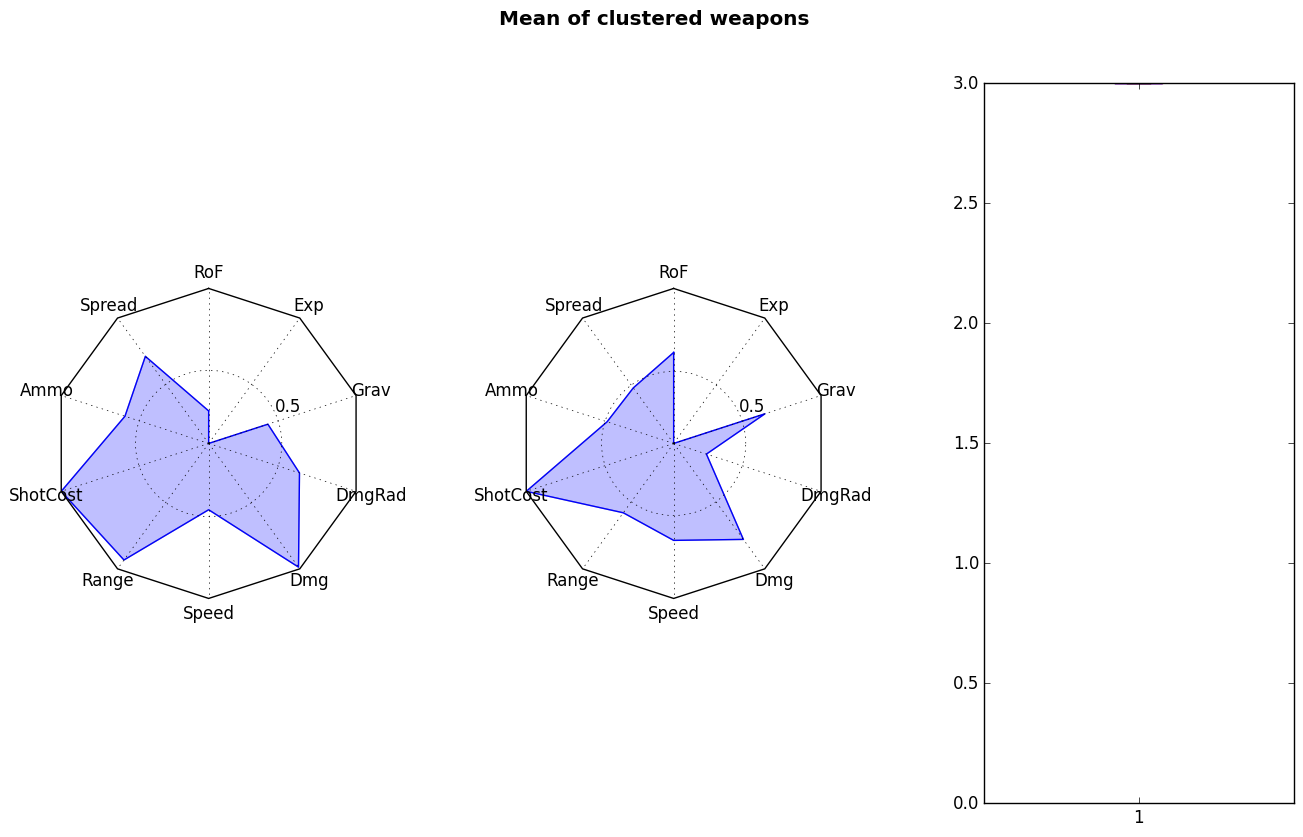 Mean of clustered weapons
RoF
Spread
Exp
Ammo
Grav
0.5
ShotCost
DmgRad
Range
Dmg
Speed
RoF
Spread
Exp
Ammo
Grav
0.5
ShotCost
DmgRad
Range
Dmg
Speed
3.0
2.5
2.0
1.5
1.0
0.5
0.0
1